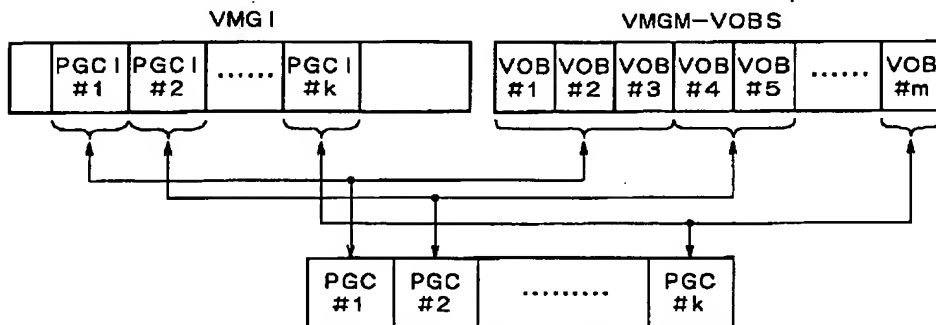 VMGI
VMGM-VOBS
PGCI #1
PGCI #2
......
PGCI #k
VOB #1
VOB #2
VOB #3
VOB #4
VOB #5
......
VOB #m
PGC #1
PGC #2
.........
PGC #k